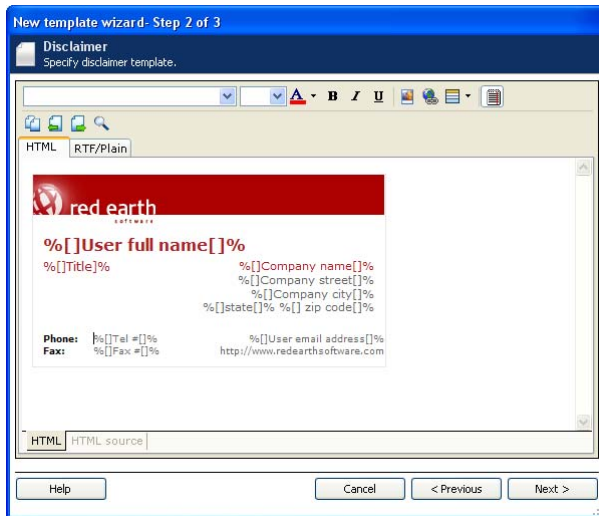 New template wizard- Step 2 of 3
Disclaimer
Specify disclaimer template.
A B I U
HTML RTF/Plain
red earth
software
%[]User full name[]%
%[]Title]% %[]Company name[]%
%[]Company street[]%
%[]Company city[]%
%[]state[]% %[] zip code[]%
Phone: %[]Tel #[]% %[]User email address[]%
Fax: %[]Fax #[]% http://www.redearthsoftware.com
HTML HTML source
Help Cancel < Previous Next >